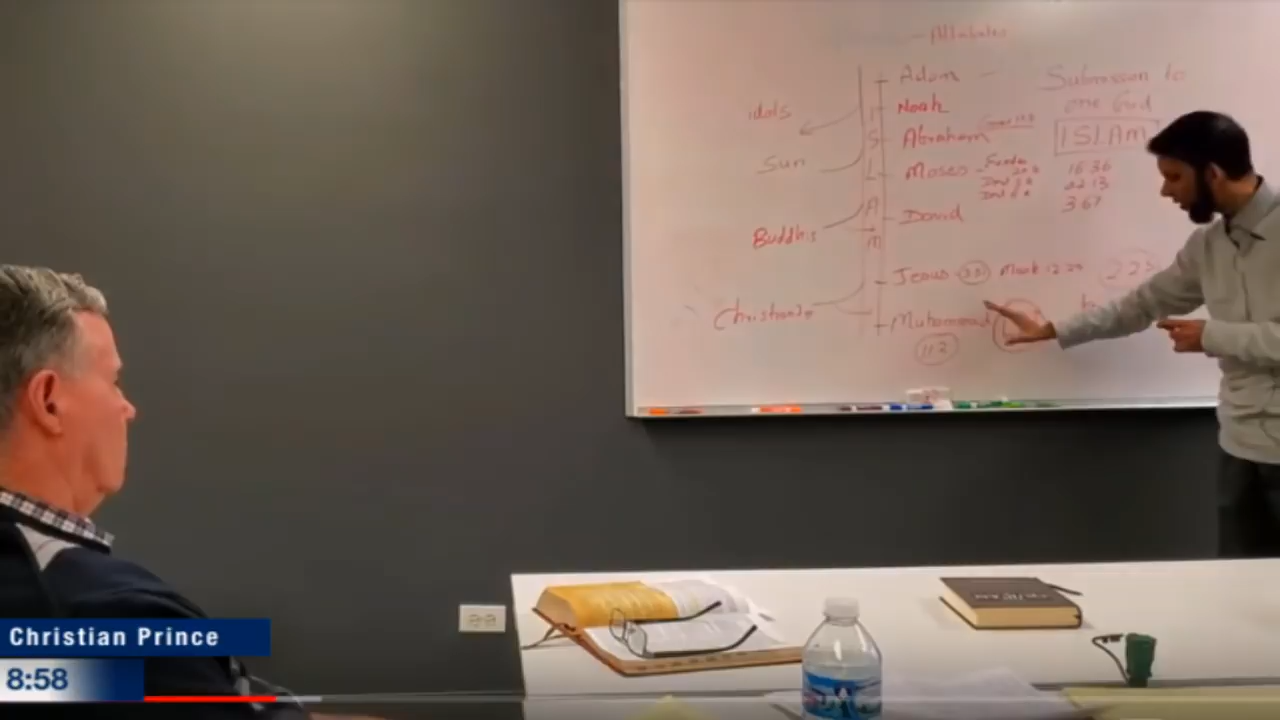 Attributes
Adam
Submission to
one God
idols
I
Noah
S
Abraham
ISLAM
Sun
L
Moses
16 36
22 13
3 67
A
David
Buddhis
M
Jesus
Mark 12 29
Muhammad
112
Christian Prince
8:58